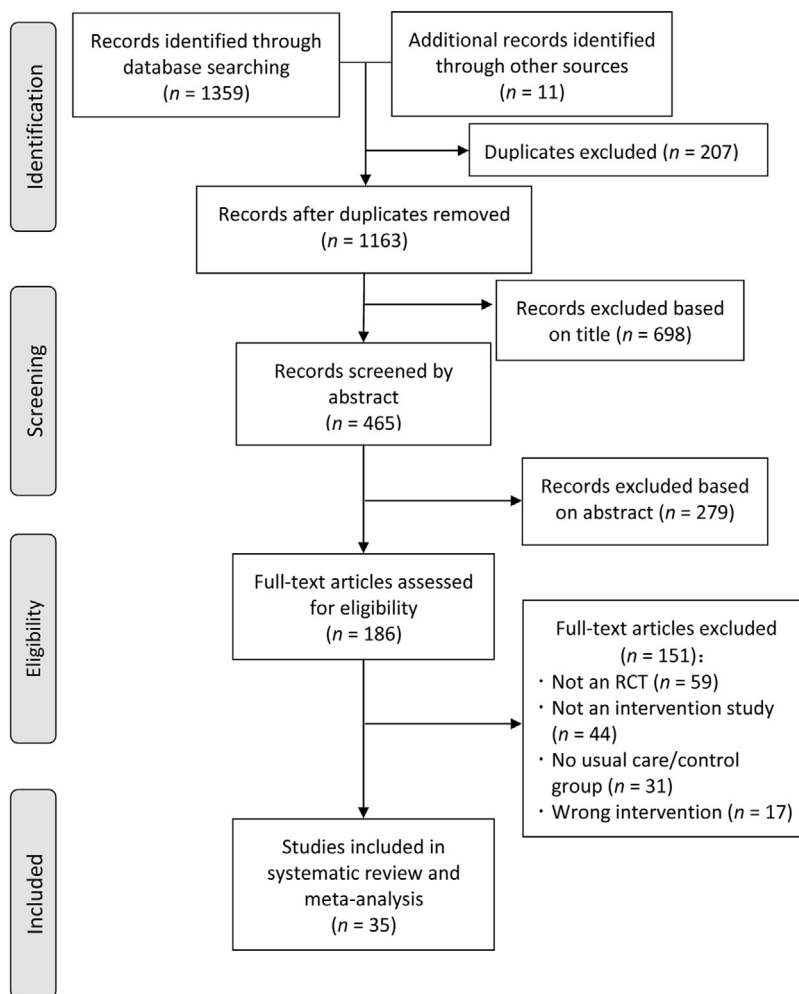 Identification
Records identified through
database searching
(n = 1359)
Additional records identified
through other sources
(n = 11)
Duplicates excluded (n = 207)
Records after duplicates removed
(n = 1163)
Screening
Records excluded based
on title (n = 698)
Records screened by
abstract
(n = 465)
Records excluded based
on abstract (n = 279)
Eligibility
Full-text articles assessed
for eligibility
(n = 186)
Full-text articles excluded
(n = 151)：
· Not an RCT (n = 59)
· Not an intervention study
(n = 44)
· No usual care/control
group (n = 31)
· Wrong intervention (n = 17)
Included
Studies included in
systematic review and
meta-analysis
(n = 35)